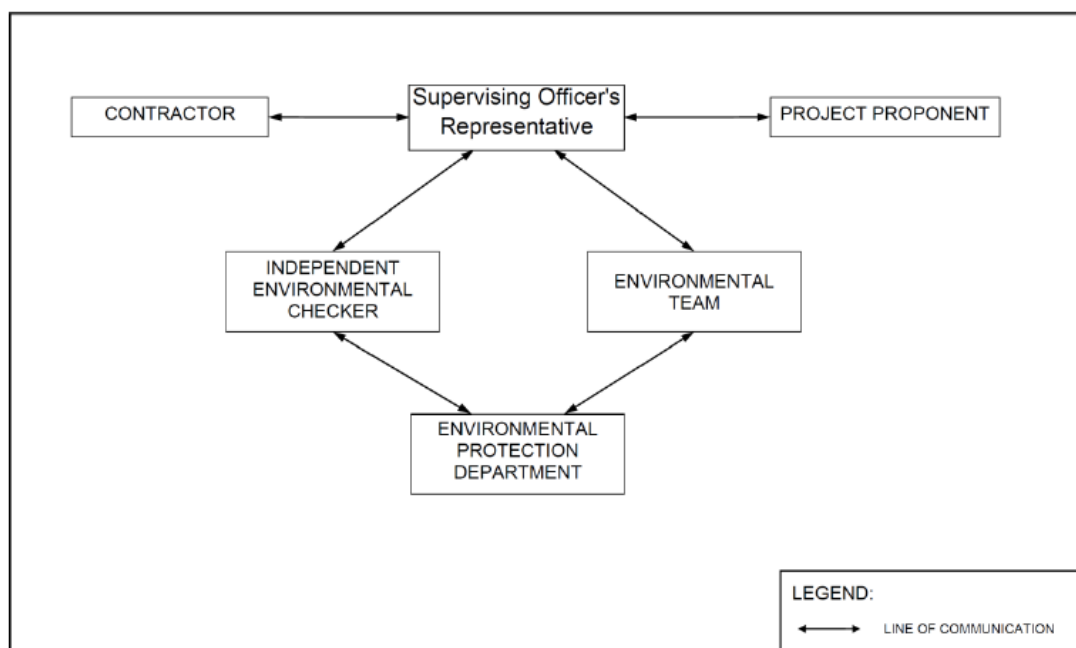 CONTRACTOR
Supervising Officer's
Representative
PROJECT PROPONENT
INDEPENDENT
ENVIRONMENTAL
CHECKER
ENVIRONMENTAL
TEAM
ENVIRONMENTAL
PROTECTION
DEPARTMENT
LEGEND:
LINE OF COMMUNICATION